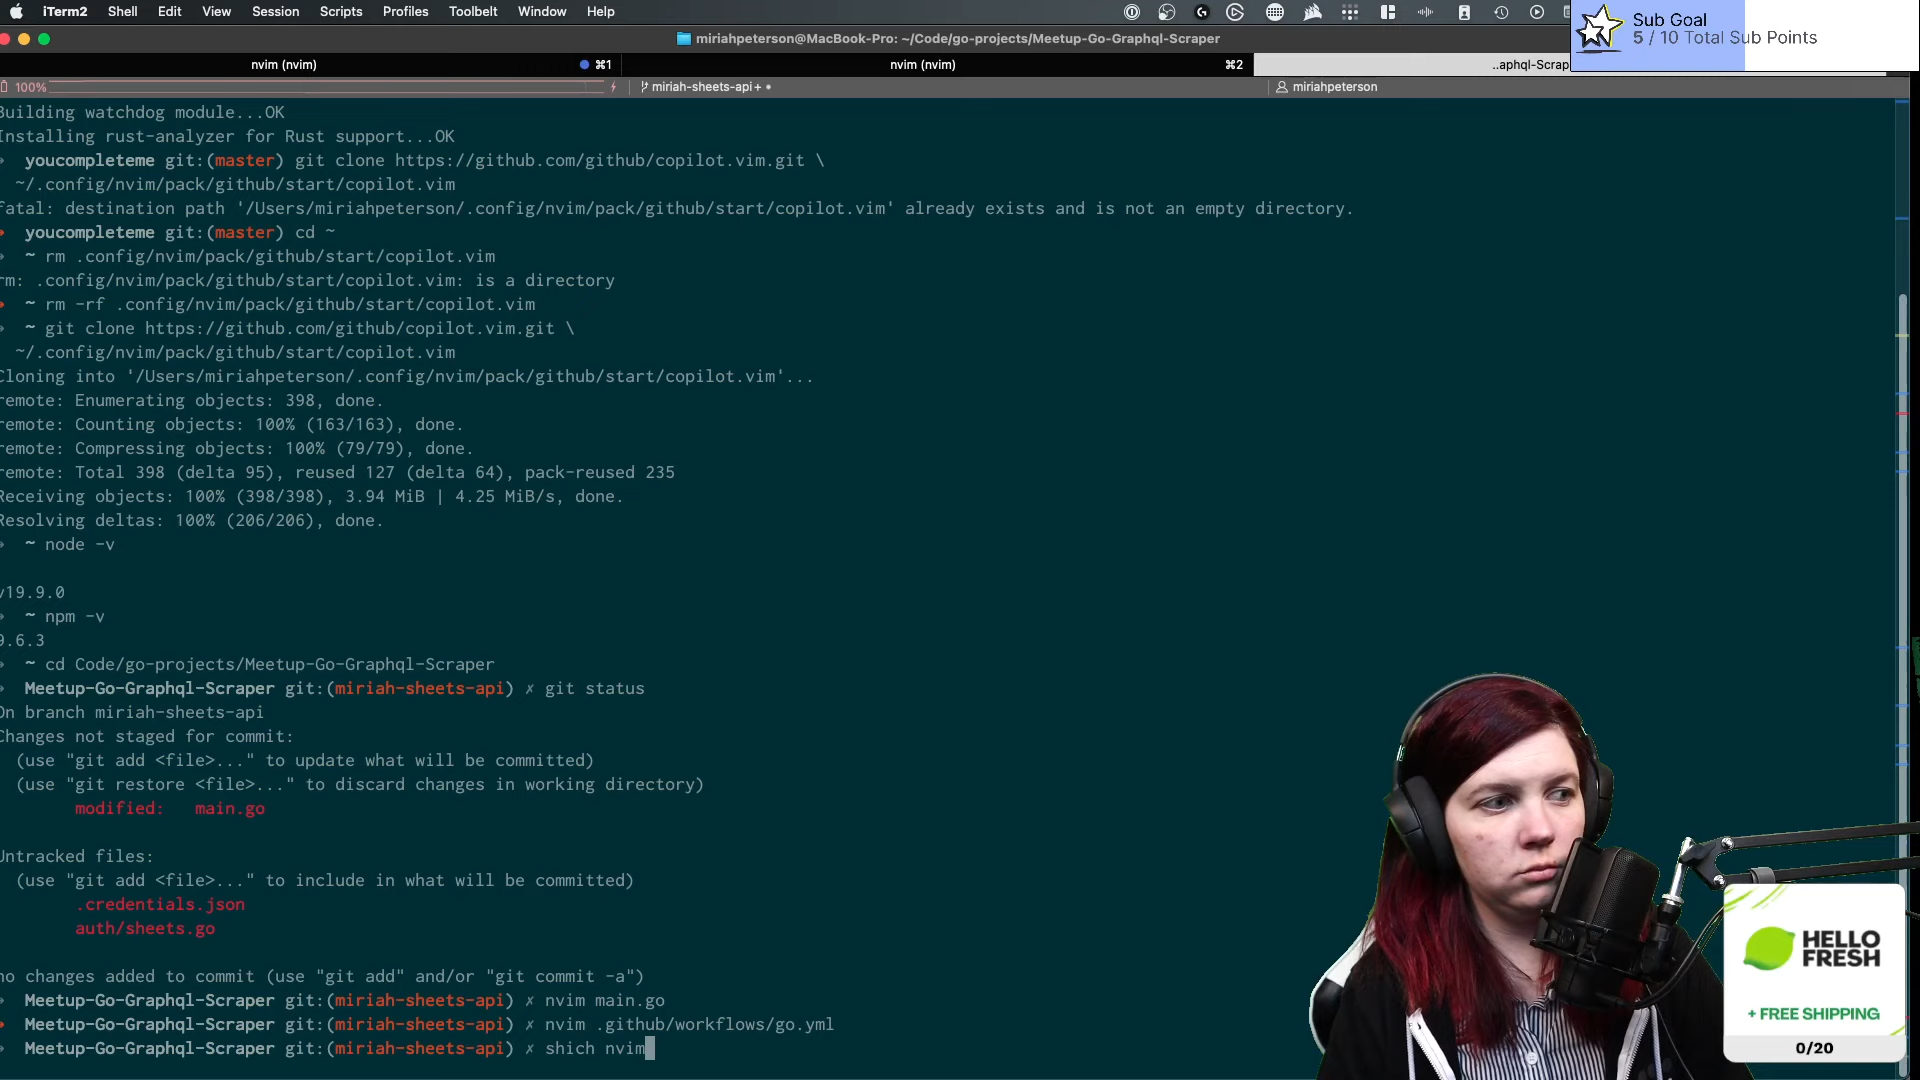 iTerm2 Shell Edit View Session Scripts Profiles Toolbelt Window Help
Sub Goal
5 / 10 Total Sub Points
miriahpeterson@MacBook-Pro: ~/Code/go-projects/Meetup-Go-Graphql-Scraper
nvim (nvim) ⌘1 nvim (nvim) ⌘2 ..aphql-Scrap
100% miriah-sheets-api+ • miriahpeterson
Building watchdog module...OK
Installing rust-analyzer for Rust support...OK
youcompleteme git:(master) git clone https://github.com/github/copilot.vim.git \
~/.config/nvim/pack/github/start/copilot.vim
fatal: destination path '/Users/miriahpeterson/.config/nvim/pack/github/start/copilot.vim' already exists and is not an empty directory.
youcompleteme git:(master) cd ~
~ rm .config/nvim/pack/github/start/copilot.vim
rm: .config/nvim/pack/github/start/copilot.vim: is a directory
~ rm -rf .config/nvim/pack/github/start/copilot.vim
~ git clone https://github.com/github/copilot.vim.git \
~/.config/nvim/pack/github/start/copilot.vim
Cloning into '/Users/miriahpeterson/.config/nvim/pack/github/start/copilot.vim'...
remote: Enumerating objects: 398, done.
remote: Counting objects: 100% (163/163), done.
remote: Compressing objects: 100% (79/79), done.
remote: Total 398 (delta 95), reused 127 (delta 64), pack-reused 235
Receiving objects: 100% (398/398), 3.94 MiB | 4.25 MiB/s, done.
Resolving deltas: 100% (206/206), done.
~ node -v
v19.9.0
~ npm -v
9.6.3
~ cd Code/go-projects/Meetup-Go-Graphql-Scraper
Meetup-Go-Graphql-Scraper git:(miriah-sheets-api) ✗ git status
On branch miriah-sheets-api
Changes not staged for commit:
(use "git add <file>..." to update what will be committed)
(use "git restore <file>..." to discard changes in working directory)
modified: main.go
Untracked files:
(use "git add <file>..." to include in what will be committed)
.credentials.json
auth/sheets.go
no changes added to commit (use "git add" and/or "git commit -a")
Meetup-Go-Graphql-Scraper git:(miriah-sheets-api) ✗ nvim main.go
Meetup-Go-Graphql-Scraper git:(miriah-sheets-api) ✗ nvim .github/workflows/go.yml
Meetup-Go-Graphql-Scraper git:(miriah-sheets-api) ✗ shich nvim
HELLO
FRESH
+ FREE SHIPPING
0/20